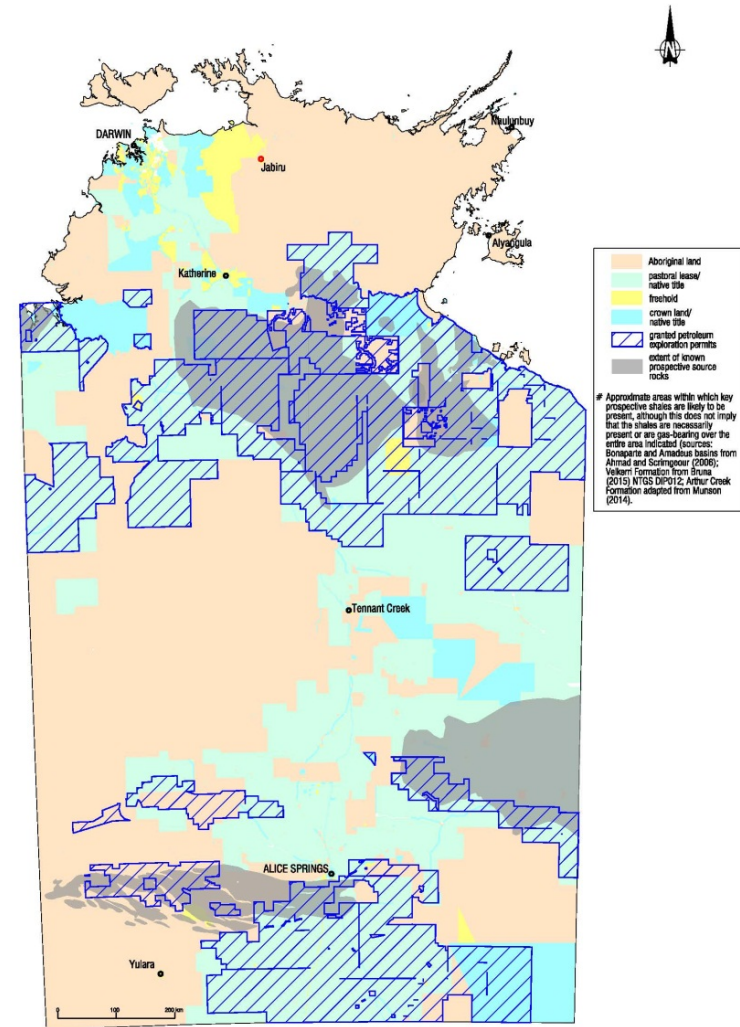 N
DARWIN
Nhulunbuy
Jabiru
Alyangula
Katherine
Tennant Creek
ALICE SPRINGS
Yulara
0 100 200 km
Aboriginal land
pastoral lease/
native title
freehold
crown land/
native title
granted petroleum
exploration permits
extent of known
prospective source
rocks
# Approximate areas within which key
prospective shales are likely to be
present, although this does not imply
that the shales are necessarily
present or are gas-bearing over the
entire area indicated (sources:
Bonaparte and Amadeus basins from
Ahmad and Scrimgeour (2006);
Velkerri Formation from Bruna
(2015) NTGS DIP012; Arthur Creek
Formation adapted from Munson
(2014).